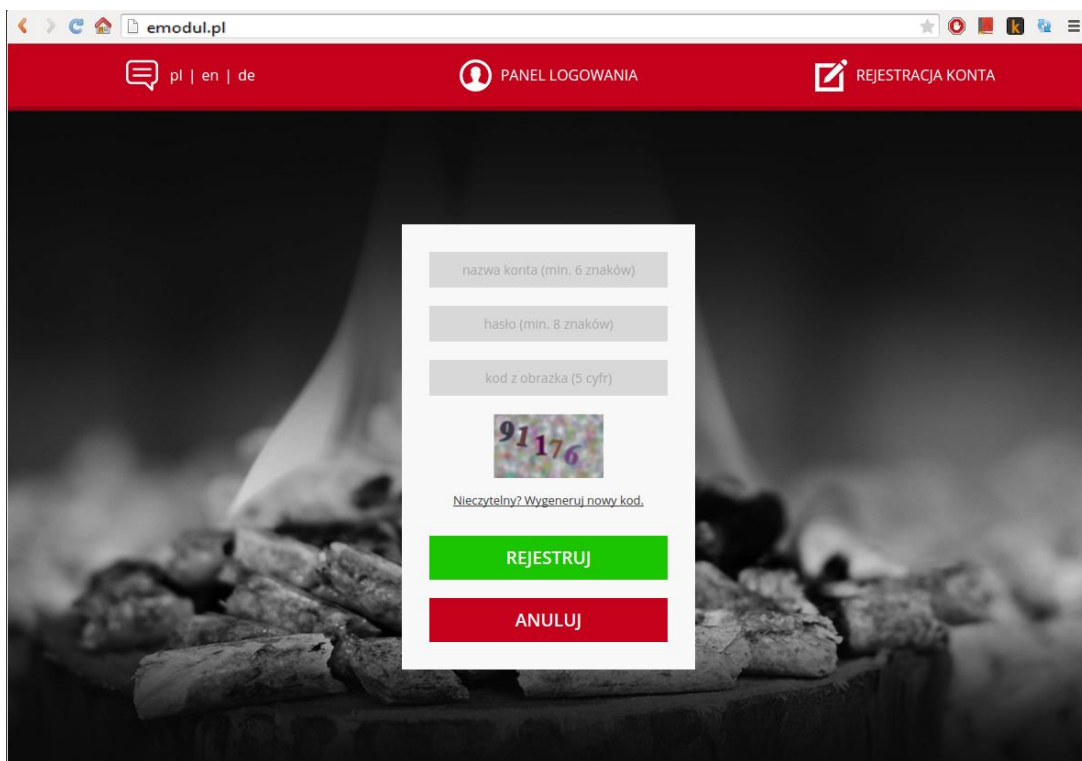 emodul.pl
pl | en | de
PANEL LOGOWANIA
REJESTRACJA KONTA
nazwa konta (min. 6 znaków)
hasło (min. 8 znaków)
kod z obrazka (5 cyfr)
91176
Nieczytelny? Wygeneruj nowy kod.
REJESTRUJ
ANULUJ